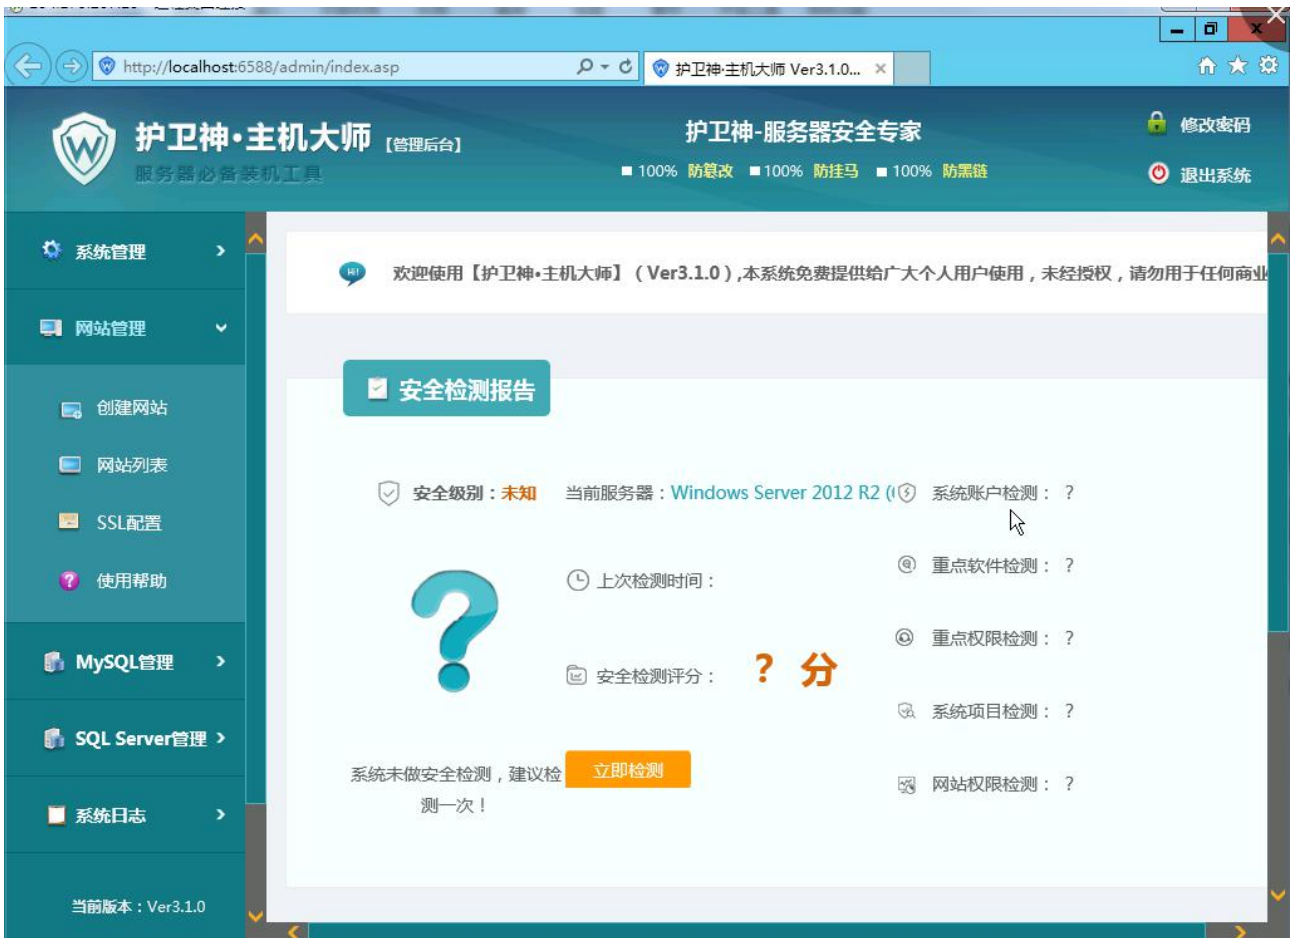 http://localhost:6588/admin/index.asp
护卫神·主机大师 Ver3.1.0...
护卫神·主机大师 [管理后台]
服务器必备装机工具
护卫神-服务器安全专家
100% 防篡改 100% 防挂马 100% 防黑链
修改密码
退出系统
系统管理
网站管理
创建网站
网站列表
SSL配置
使用帮助
MySQL管理
SQL Server管理
系统日志
当前版本：Ver3.1.0
Hi
欢迎使用【护卫神•主机大师】（Ver3.1.0）,本系统免费提供给广大个人用户使用，未经授权，请勿用于任何商业
安全检测报告
安全级别：未知
当前服务器：Windows Server 2012 R2 (
上次检测时间：
安全检测评分： ？ 分
系统未做安全检测，建议检
测一次！
立即检测
系统账户检测： ？
重点软件检测： ？
重点权限检测： ？
系统项目检测： ？
网站权限检测： ？